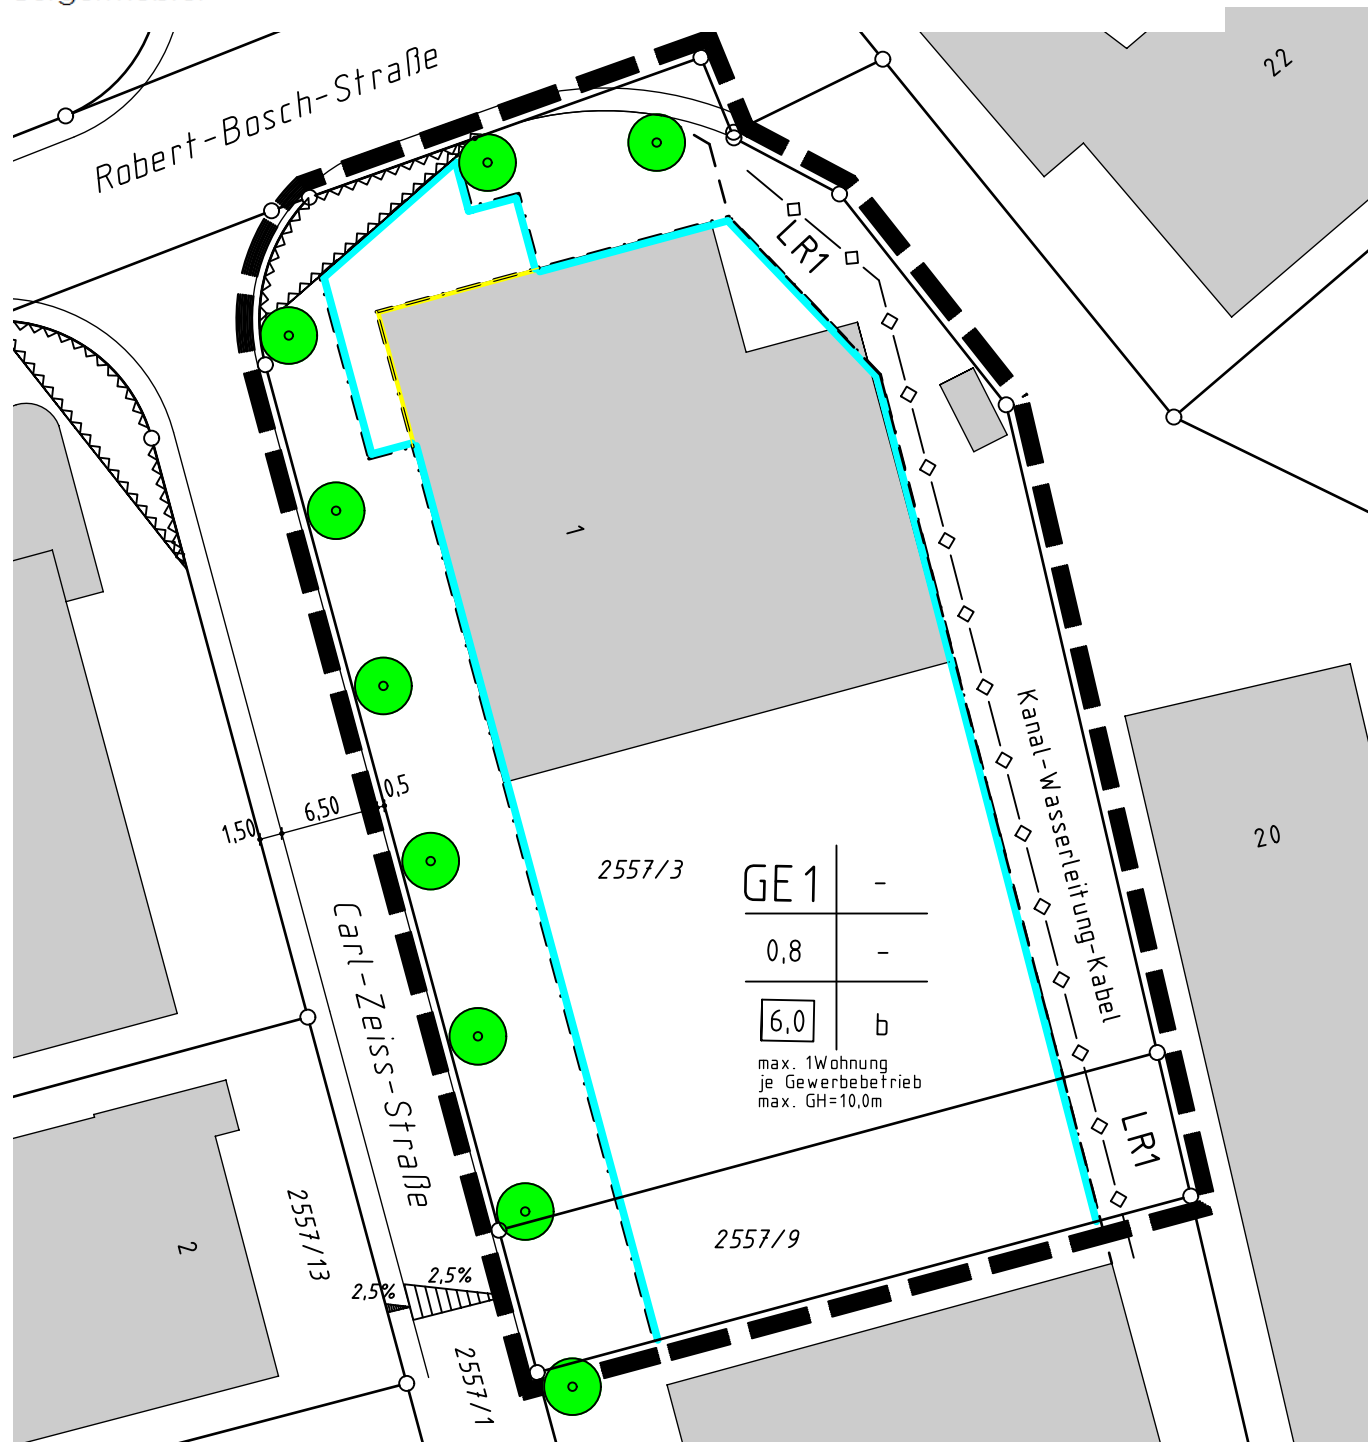 Robert-Bosch-Straße
22
LR1
1
Kanal-Wasserleitung-Kabel
0,5
6,50
1,50
20
2557/3
GE1 -
0,8 -
6,0 b
max. 1Wohnung
je Gewerbebetrieb
max. GH=10,0m
Carl-Zeiss-Straße
LR1
2557/13
2
2557/9
2,5%
2,5%
2557/1